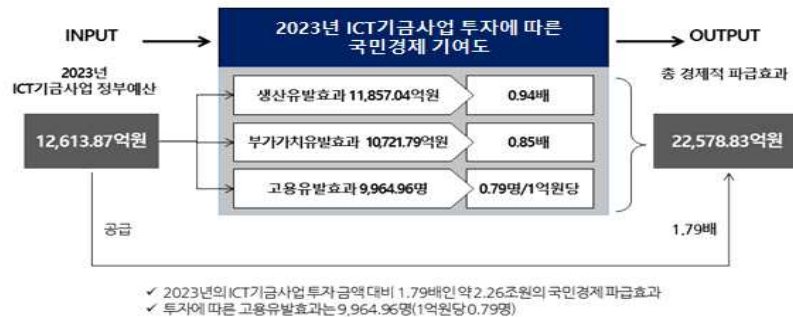 INPUT
2023년 ICT기금사업 투자에 따른
국민경제 기여도
OUTPUT
2023년
ICT기금사업 정부예산
총 경제적 파급효과
생산유발효과 11,857.04억원
0.94배
12,613.87억원
부가가치유발효과 10,721.79억원
0.85배
22,578.83억원
고용유발효과 9,964.96명
0.79명/1억원당
공급
1.79배
✓ 2023년의 ICT기금사업 투자 금액 대비 1.79배인 약 2.26조원의 국민경제 파급효과
✓ 투자에 따른 고용유발효과는 9,964.96명(1억원당 0.79명)